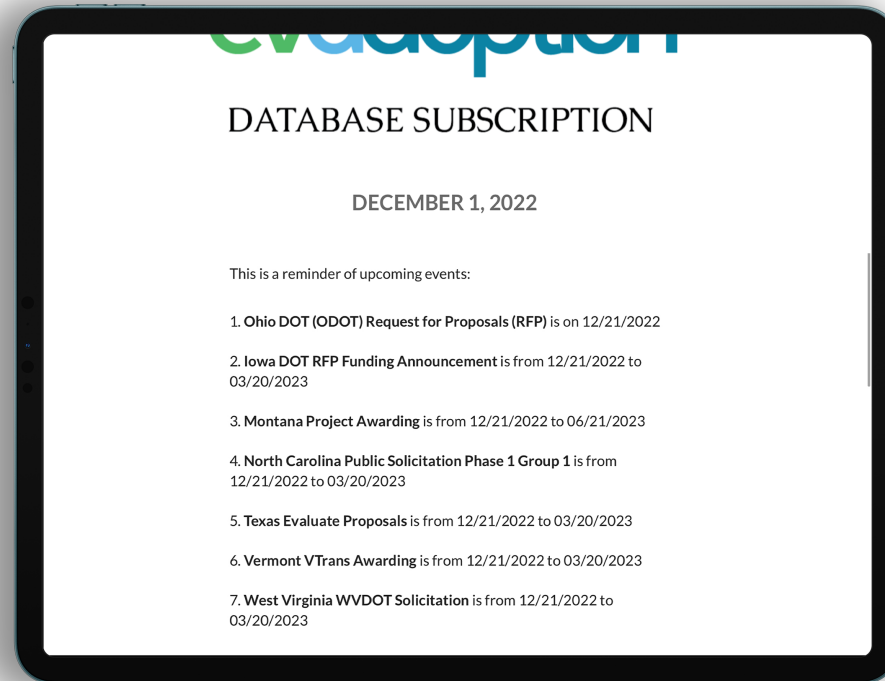 evadoption
DATABASE SUBSCRIPTION
DECEMBER 1, 2022
This is a reminder of upcoming events:
1. Ohio DOT (ODOT) Request for Proposals (RFP) is on 12/21/2022
2. Iowa DOT RFP Funding Announcement is from 12/21/2022 to
03/20/2023
3. Montana Project Awarding is from 12/21/2022 to 06/21/2023
4. North Carolina Public Solicitation Phase 1 Group 1 is from
12/21/2022 to 03/20/2023
5. Texas Evaluate Proposals is from 12/21/2022 to 03/20/2023
6. Vermont VTrans Awarding is from 12/21/2022 to 03/20/2023
7. West Virginia WVDOT Solicitation is from 12/21/2022 to
03/20/2023